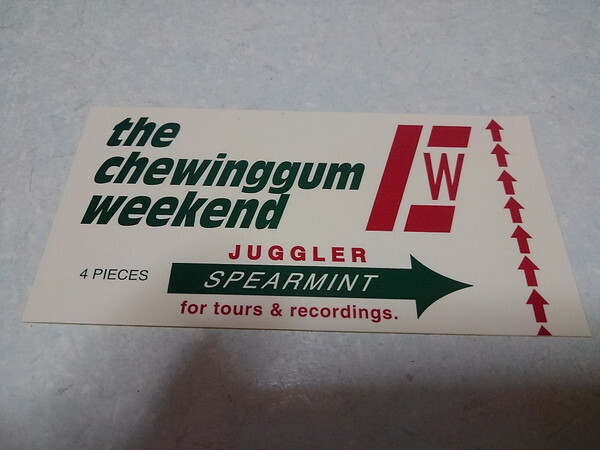 the
chewinggum
weekend
W
JUGGLER
4 PIECES
SPEARMINT
for tours & recordings.